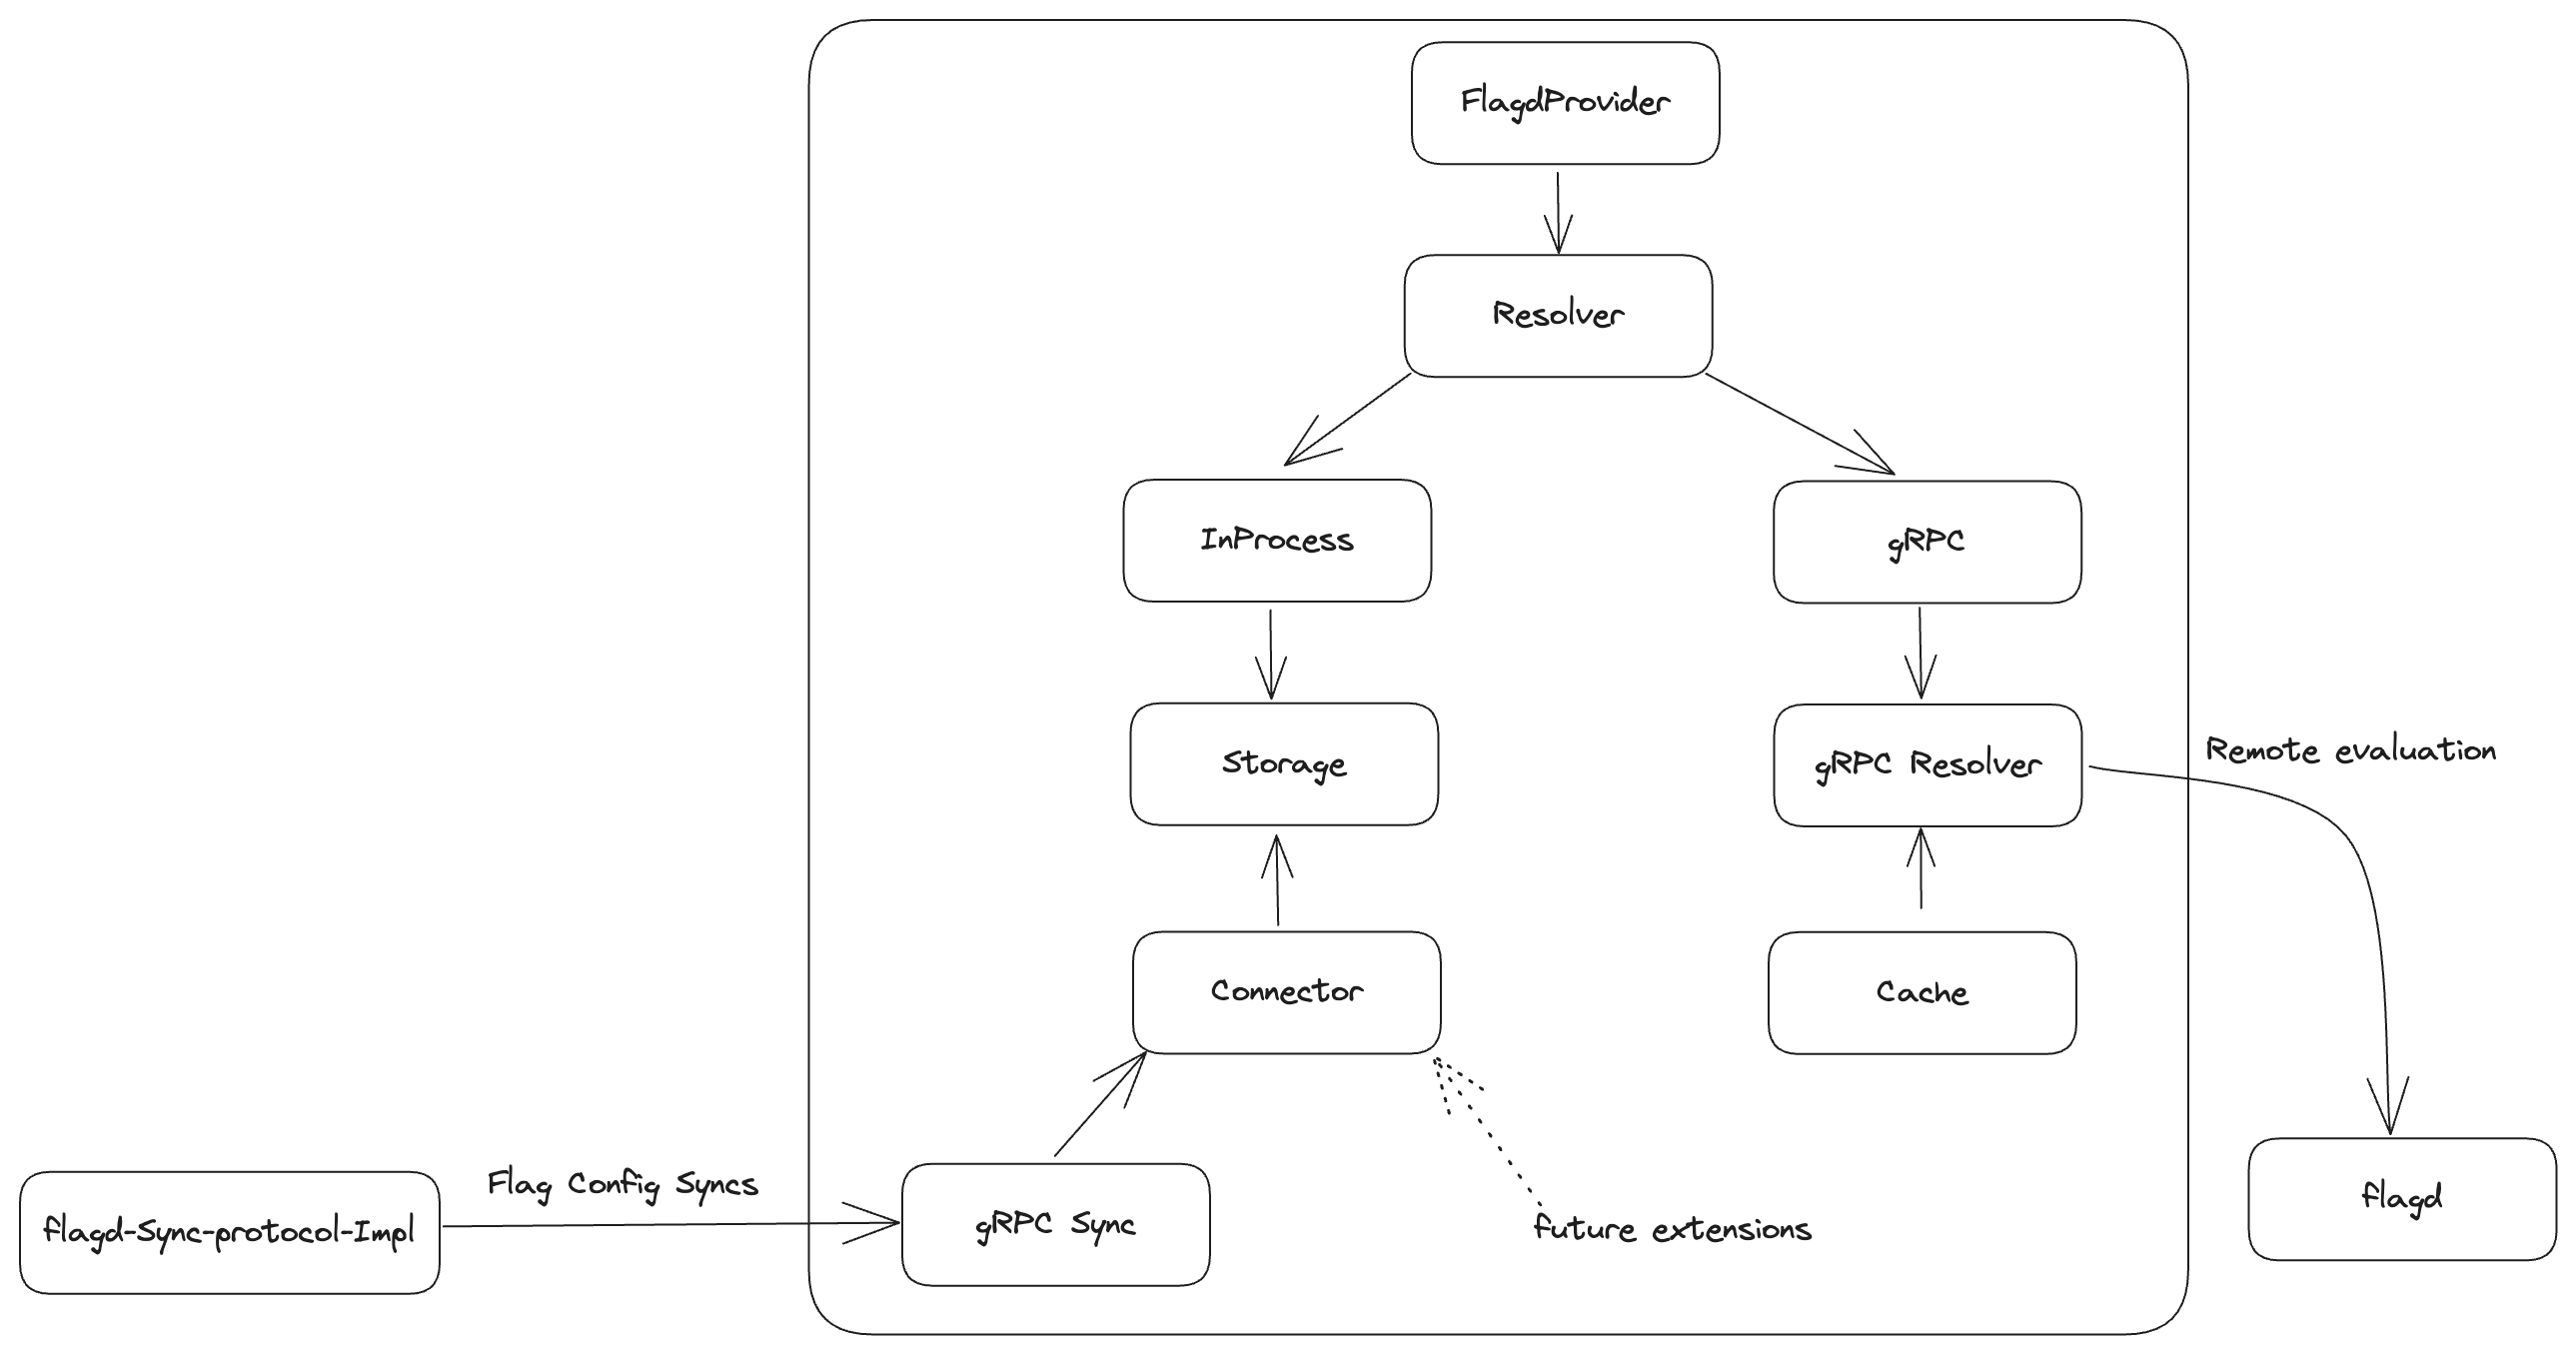 FlagdProvider
Resolver
InProcess
gRPC
Storage
gRPC Resolver
Remote evaluation
Connector
Cache
flagd-Sync-protocol-Impl
Flag Config Syncs
gRPC Sync
future extensions
flagd